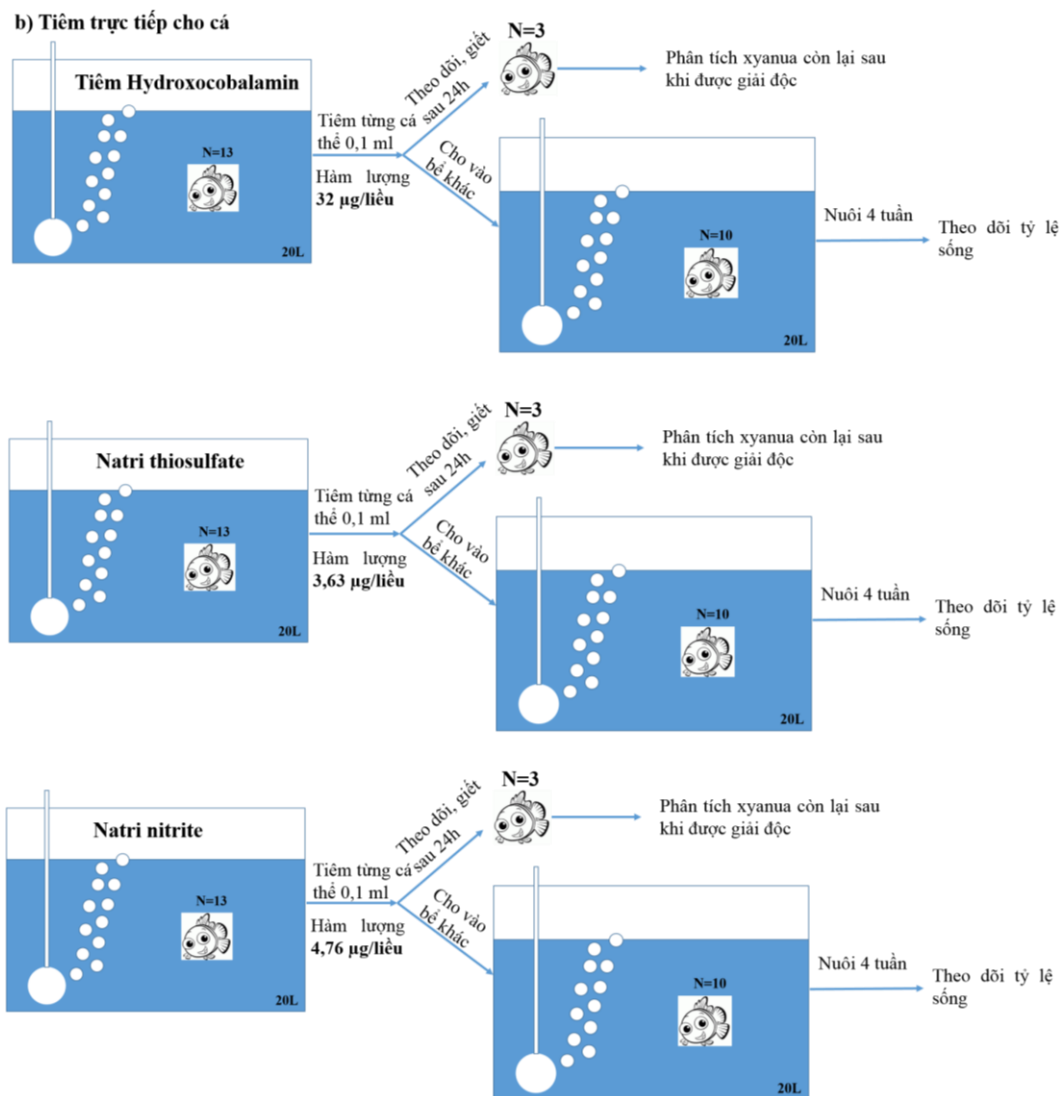 b) Tiêm trực tiếp cho cá
Tiêm Hydroxocobalamin
N=13
20L
Tiêm từng cá
thể 0,1 ml
Hàm lượng
32 µg/liều
Theo dõi, giết
sau 24h
N=3
Phân tích xyanua còn lại sau
khi được giải độc
Cho vào
bể khác
N=10
20L
Nuôi 4 tuần
Theo dõi tỷ lệ
sống
Natri thiosulfate
N=13
20L
Tiêm từng cá
thể 0,1 ml
Hàm lượng
3,63 µg/liều
Theo dõi, giết
sau 24h
N=3
Phân tích xyanua còn lại sau
khi được giải độc
Cho vào
bể khác
N=10
20L
Nuôi 4 tuần
Theo dõi tỷ lệ
sống
Natri nitrite
N=13
20L
Tiêm từng cá
thể 0,1 ml
Hàm lượng
4,76 µg/liều
Theo dõi, giết
sau 24h
N=3
Phân tích xyanua còn lại sau
khi được giải độc
Cho vào
bể khác
N=10
20L
Nuôi 4 tuần
Theo dõi tỷ lệ
sống